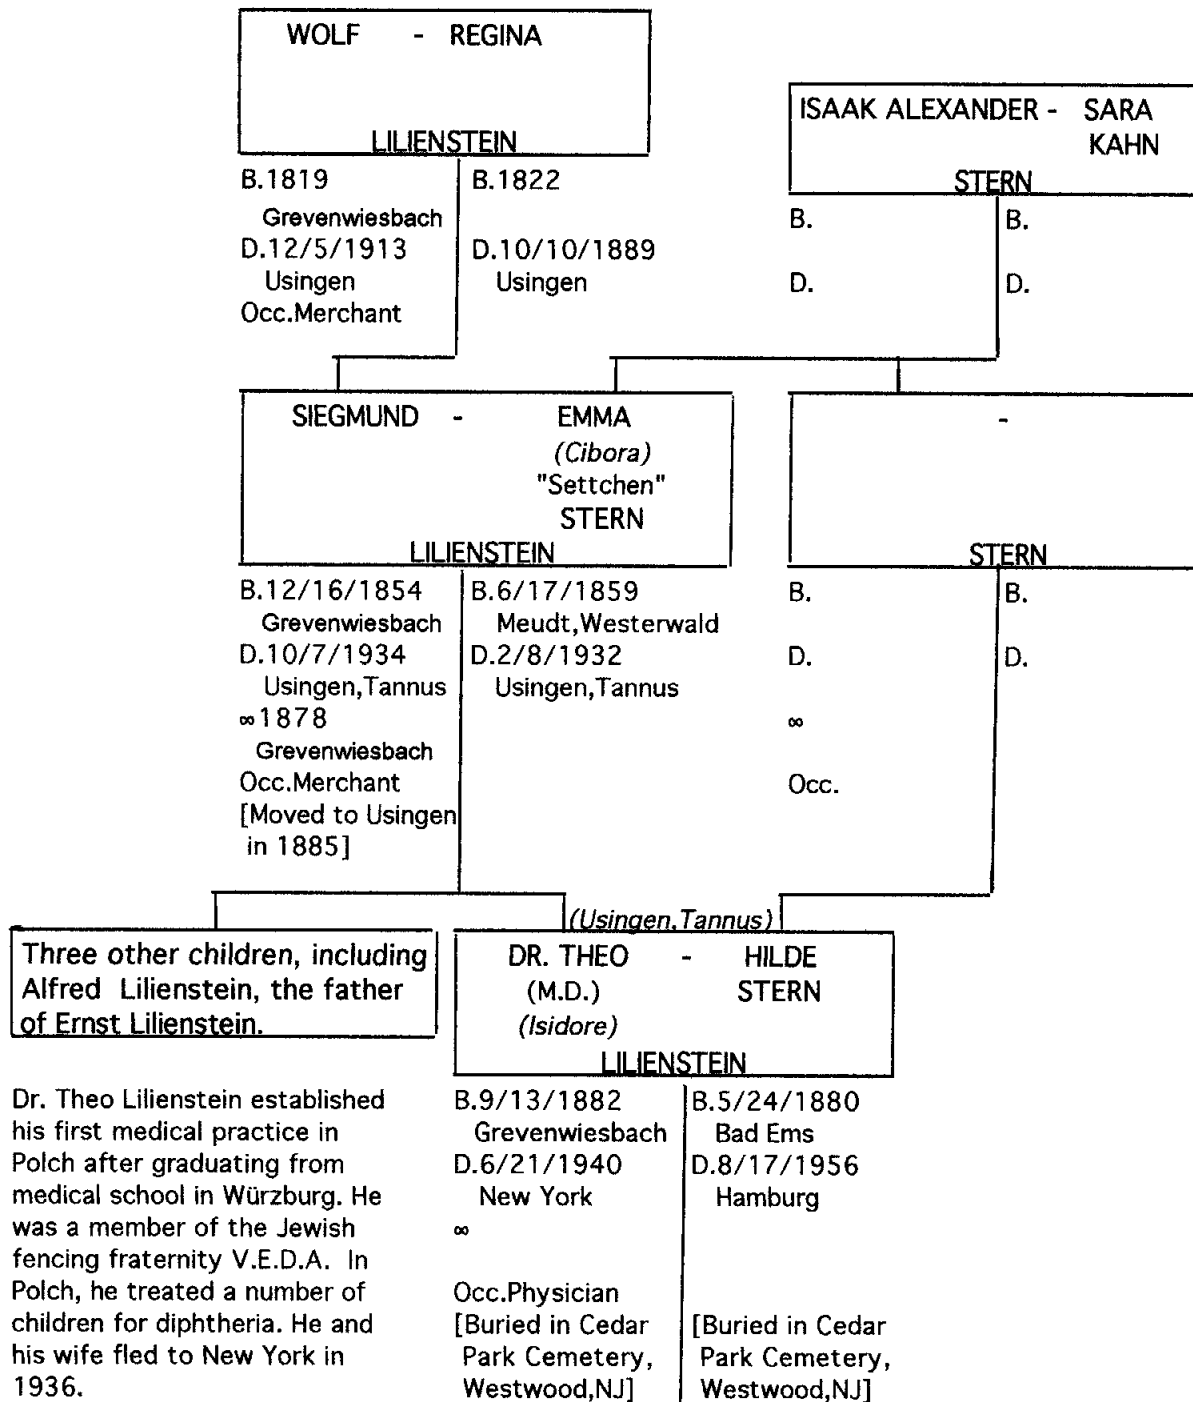 WOLF - REGINA
LILIENSTEIN
B.1819
Grevenwiesbach
D.12/5/1913
Usingen
Occ.Merchant
B.1822
D.10/10/1889
Usingen
ISAAK ALEXANDER - SARA
KAHN
STERN
B.
D.
B.
D.
SIEGMUND - EMMA
(Cibora)
"Settchen"
STERN
LILIENSTEIN
B.12/16/1854
Grevenwiesbach
D.10/7/1934
Usingen,Tannus
∞1878
Grevenwiesbach
Occ.Merchant
[Moved to Usingen
in 1885]
B.6/17/1859
Meudt,Westerwald
D.2/8/1932
Usingen,Tannus
-
STERN
B.
D.
∞
Occ.
B.
D.
Three other children, including
Alfred Lilienstein, the father
of Ernst Lilienstein.
(Usingen,Tannus)
DR. THEO - HILDE
(M.D.) STERN
(Isidore)
LILIENSTEIN
B.9/13/1882
Grevenwiesbach
D.6/21/1940
New York
∞
Occ.Physician
[Buried in Cedar
Park Cemetery,
Westwood,NJ]
B.5/24/1880
Bad Ems
D.8/17/1956
Hamburg
[Buried in Cedar
Park Cemetery,
Westwood,NJ]
Dr. Theo Lilienstein established
his first medical practice in
Polch after graduating from
medical school in Würzburg. He
was a member of the Jewish
fencing fraternity V.E.D.A. In
Polch, he treated a number of
children for diphtheria. He and
his wife fled to New York in
1936.